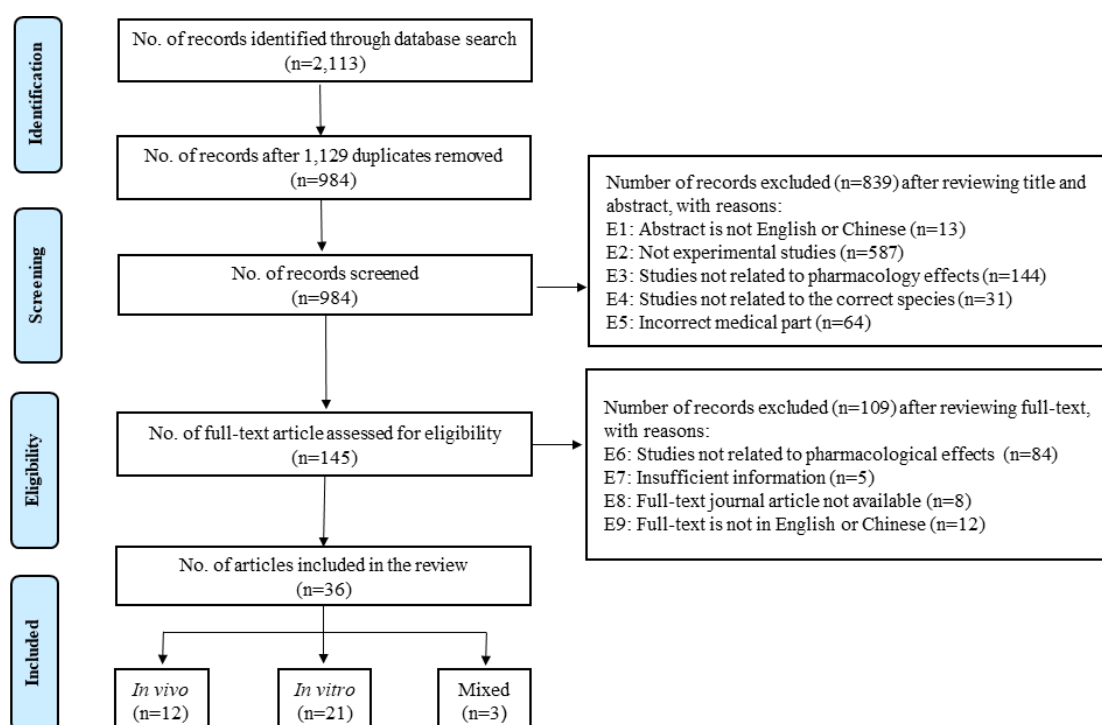 Identification
No. of records identified through database search
(n=2,113)
No. of records after 1,129 duplicates removed
(n=984)
Screening
No. of records screened
(n=984)
Number of records excluded (n=839) after reviewing title and
abstract, with reasons:
E1: Abstract is not English or Chinese (n=13)
E2: Not experimental studies (n=587)
E3: Studies not related to pharmacology effects (n=144)
E4: Studies not related to the correct species (n=31)
E5: Incorrect medical part (n=64)
Eligibility
No. of full-text article assessed for eligibility
(n=145)
Number of records excluded (n=109) after reviewing full-text,
with reasons:
E6: Studies not related to pharmacological effects (n=84)
E7: Insufficient information (n=5)
E8: Full-text journal article not available (n=8)
E9: Full-text is not in English or Chinese (n=12)
Included
No. of articles included in the review
(n=36)
In vivo
(n=12)
In vitro
(n=21)
Mixed
(n=3)